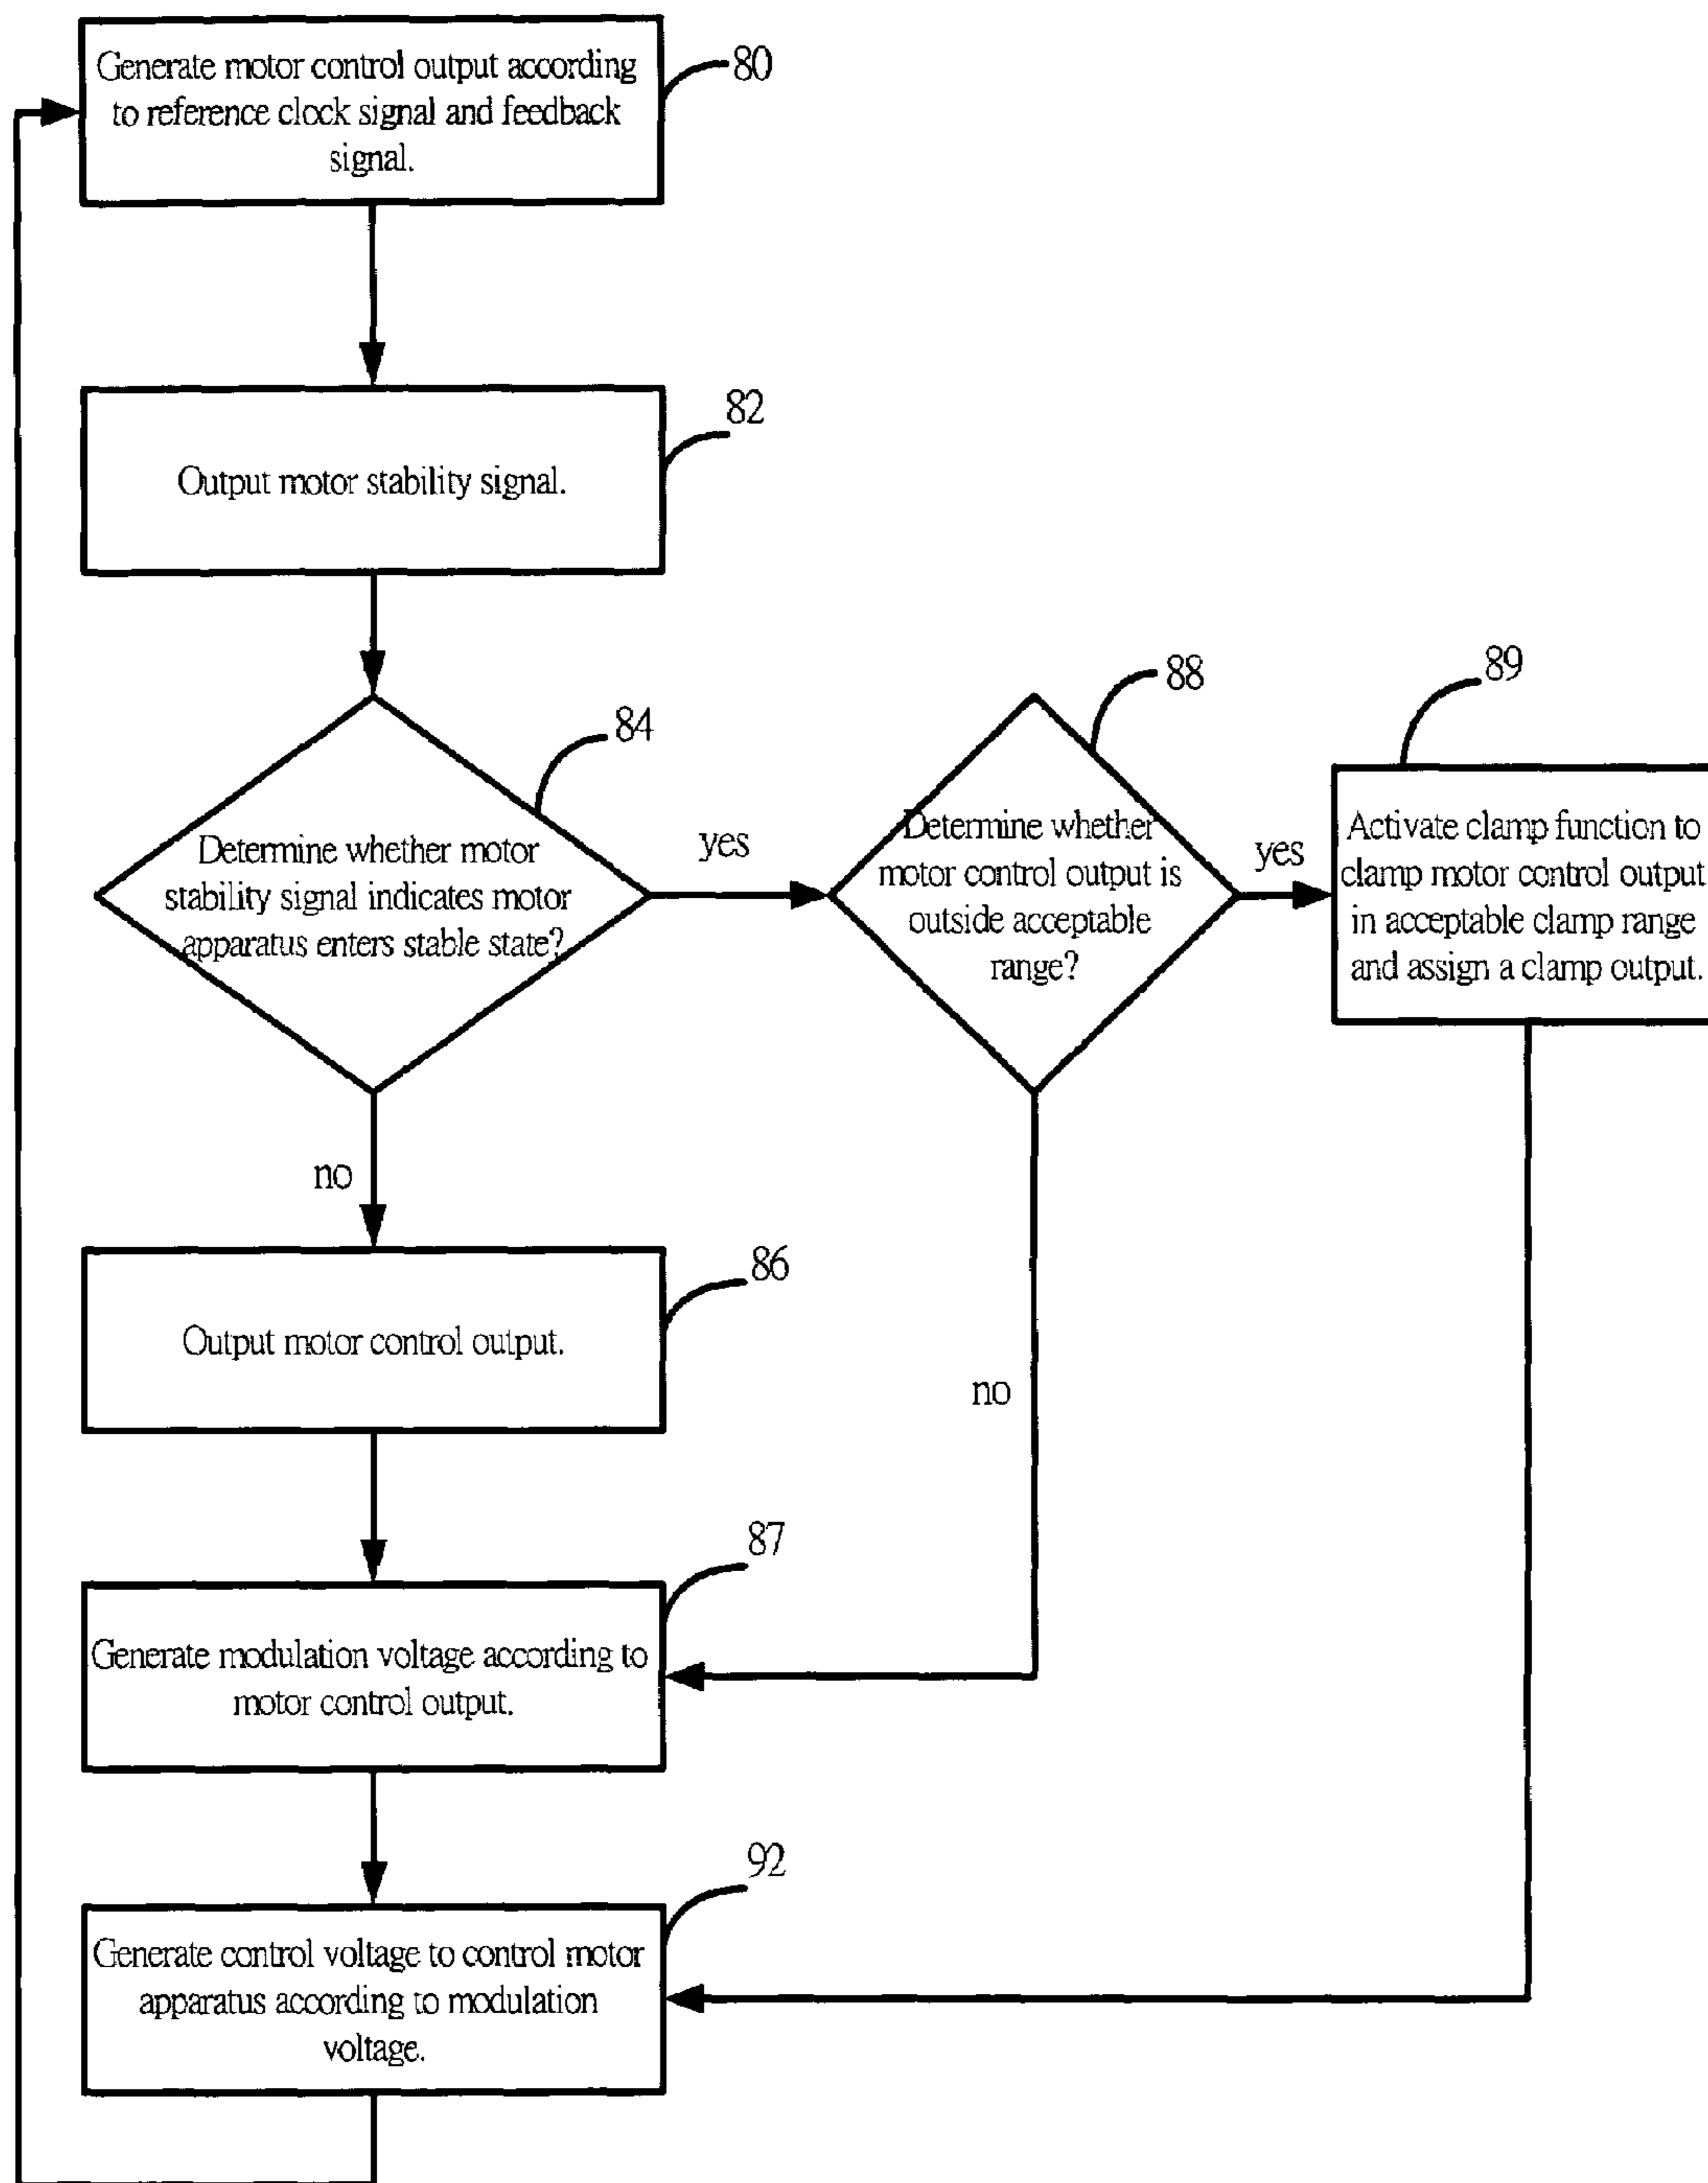 Generate motor control output according
to reference clock signal and feedback
signal.
80
Output motor stability signal.
82
Determine whether motor
stability signal indicates motor
apparatus enters stable state?
84
yes
Determine whether
motor control output is
outside acceptable
range?
88
yes
Activate clamp function to
clamp motor control output
in acceptable clamp range
and assign a clamp output.
89
no
Output motor control output.
86
no
Generate modulation voltage according to
motor control output.
87
Generate control voltage to control motor
apparatus according to modulation
voltage.
92